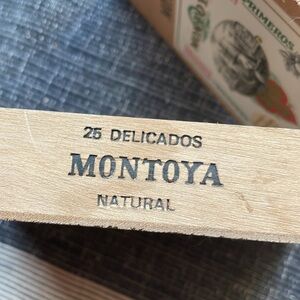 PRIMEROS
25 DELICADOS
MONTOYA
NATURAL